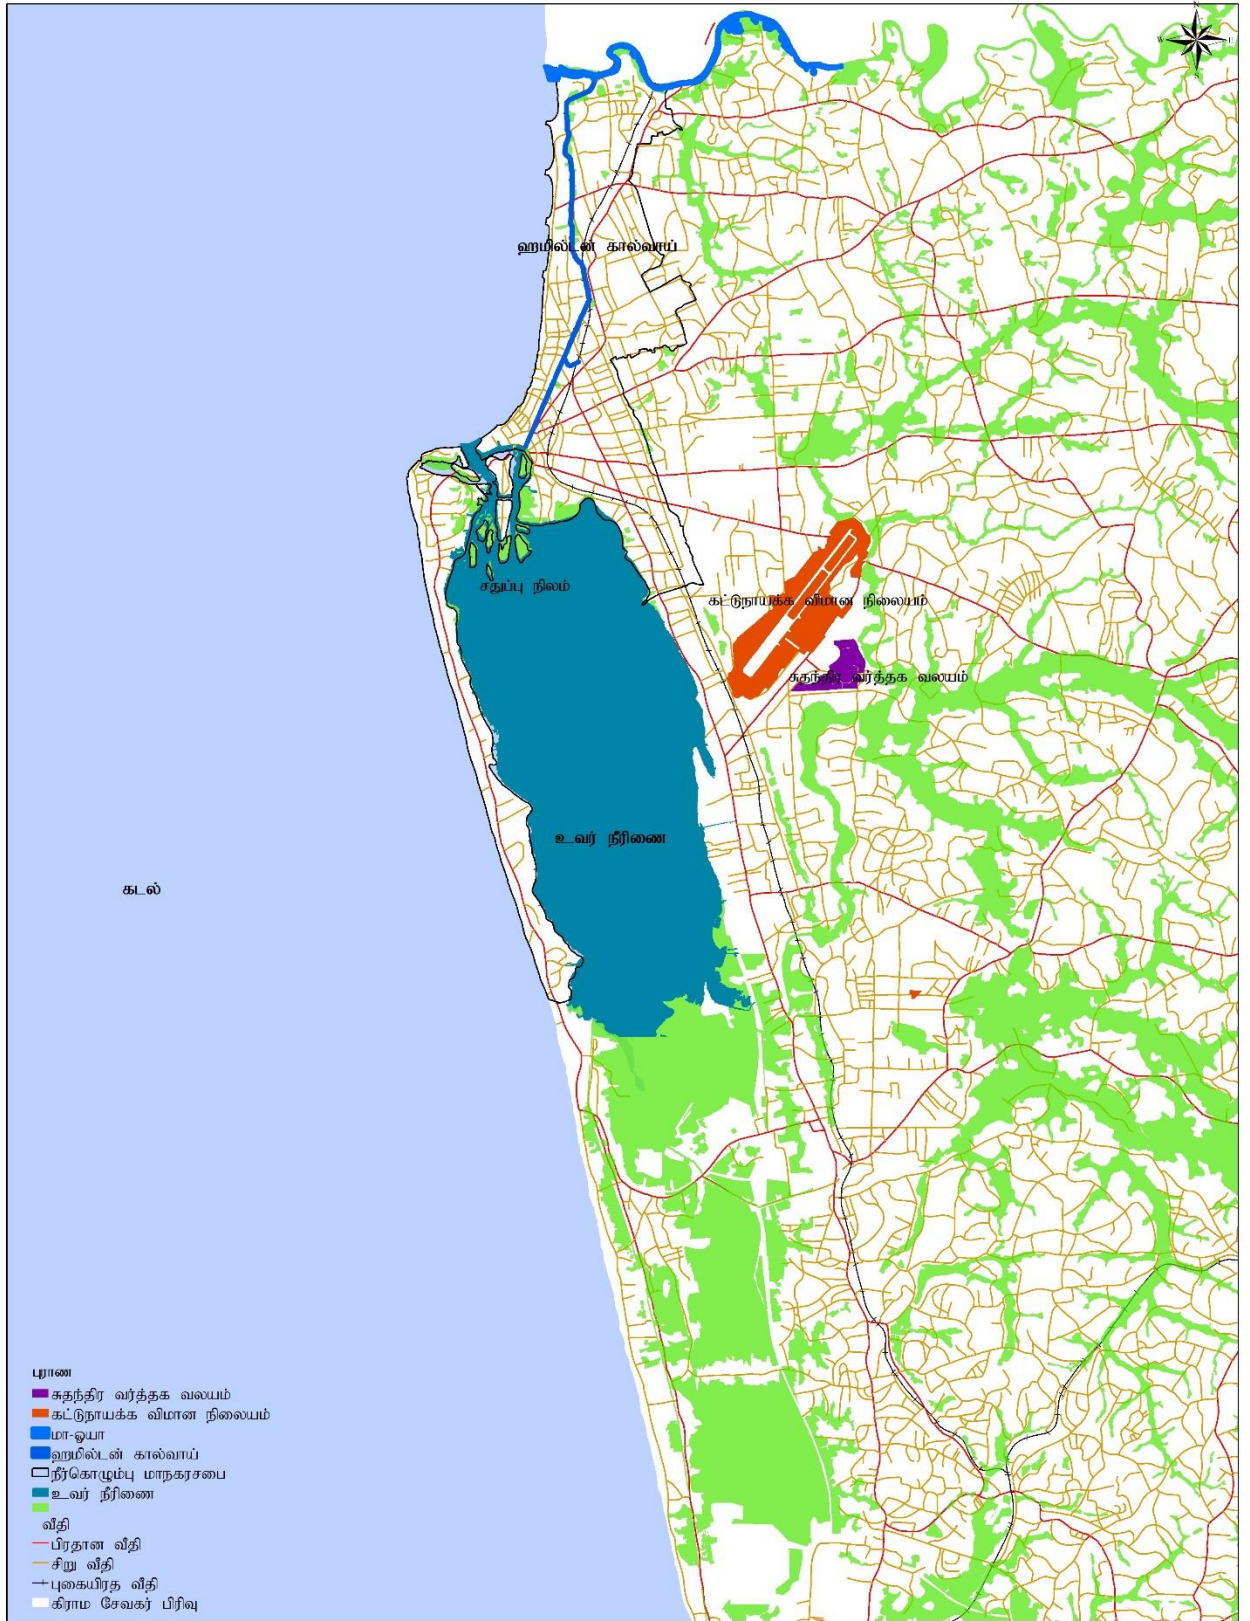 N
W E
S
ஹமில்டன் கால்வாய்
சதுப்பு நிலம்
கட்டுநாயக்க விமான நிலையம்
சுதந்திர வர்த்தக வலயம்
உவர் நீரிணை
கடல்
புராண
சுதந்திர வர்த்தக வலயம்
கட்டுநாயக்க விமான நிலையம்
மா-ஓயா
ஹமில்டன் கால்வாய்
நீர்கொழும்பு மாநகரசபை
உவர் நீரிணை
வீதி
பிரதான வீதி
சிறு வீதி
புகையிரத வீதி
கிராம சேவகர் பிரிவு